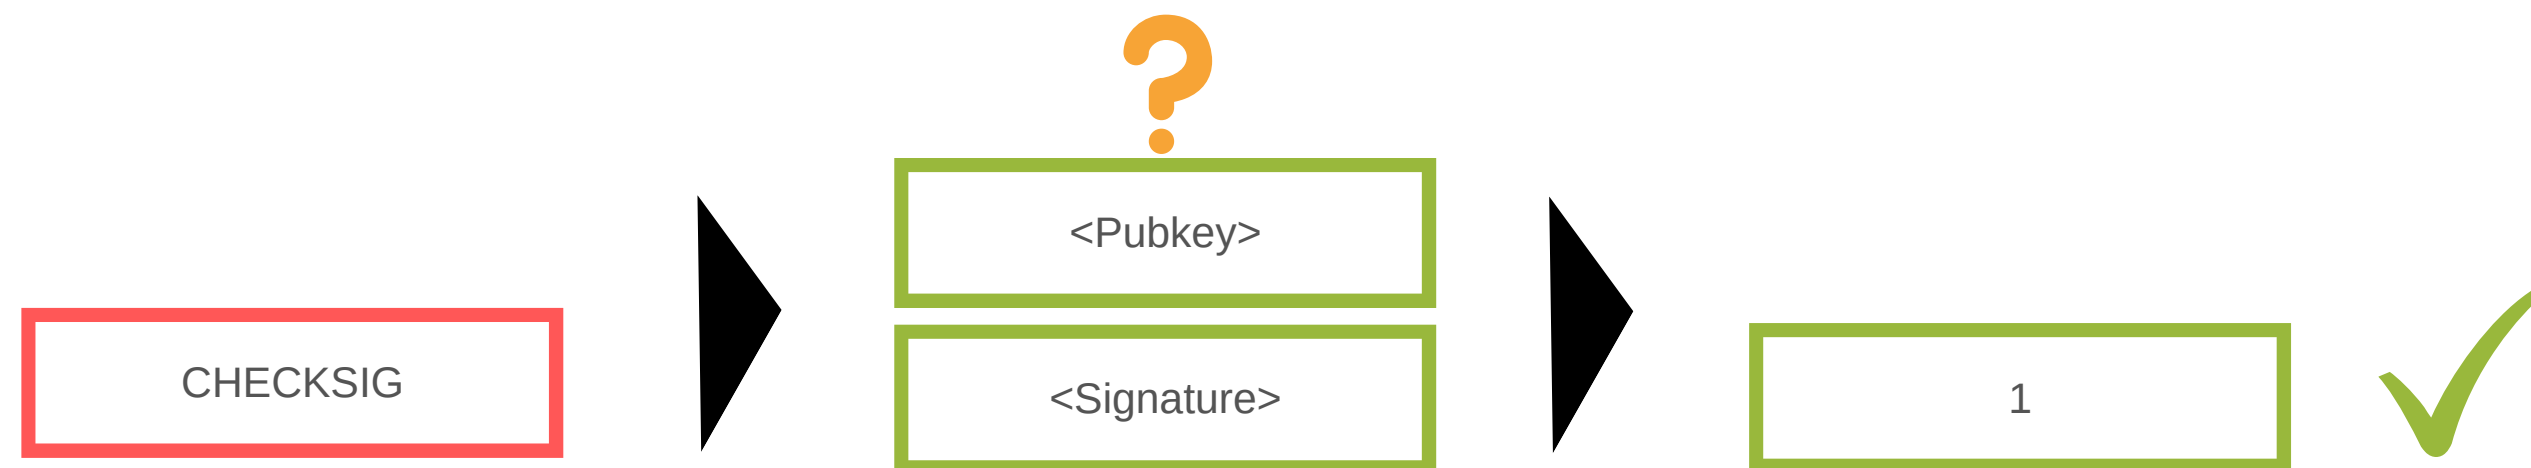 ?
<Pubkey>
CHECKSIG
<Signature>
1